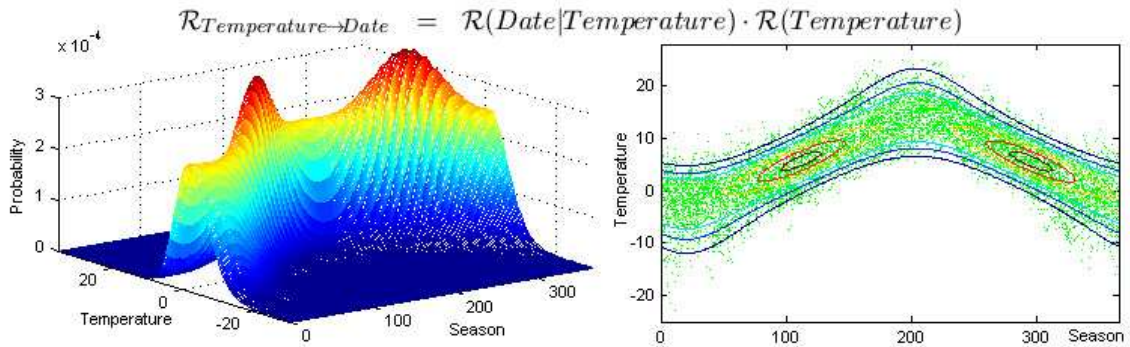 ℛ_{Temperature→Date} = ℛ(Date|Temperature) · ℛ(Temperature)
x 10⁻⁴
3
2
1
0
Probability
20
0
-20
Temperature
0
100
200
300
Season
20
10
0
-10
-20
Temperature
0
100
200
300
Season